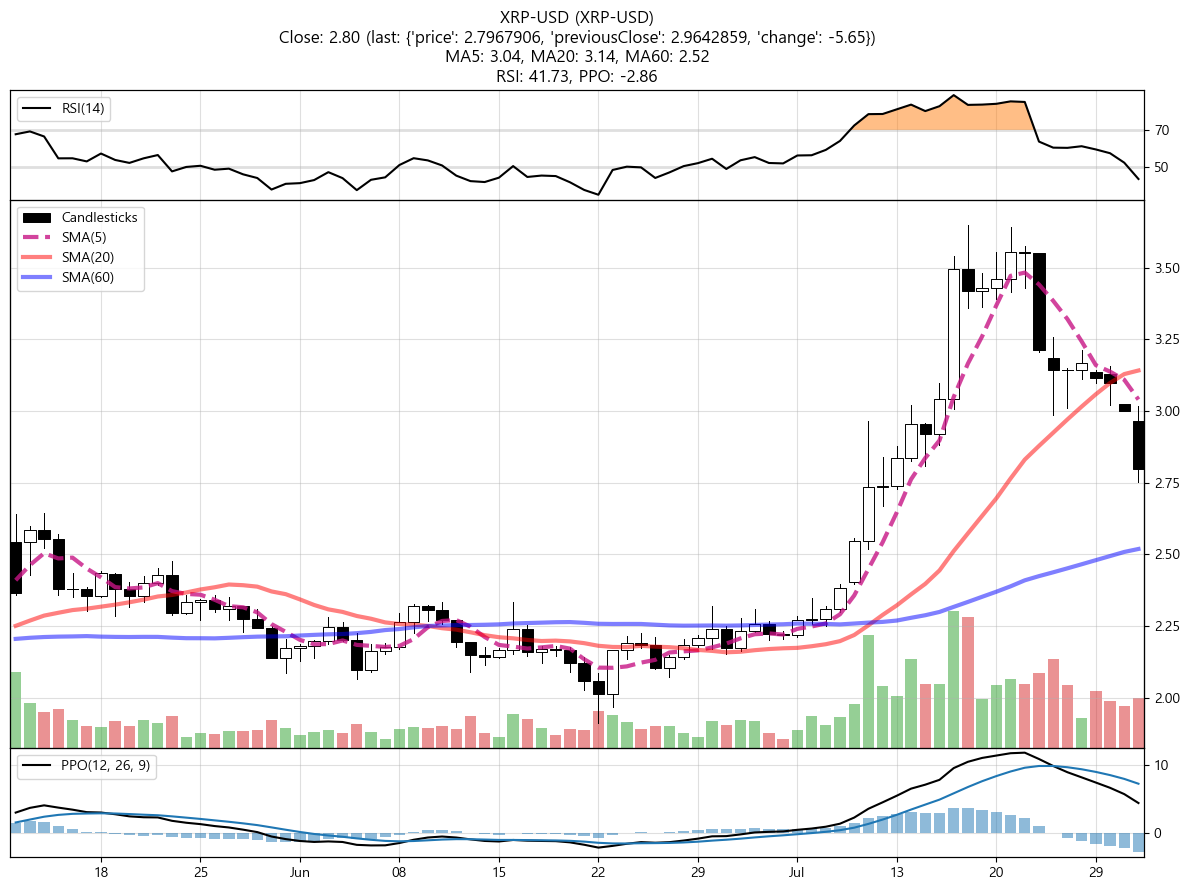 XRP-USD (XRP-USD)
Close: 2.80 (last: {'price': 2.7967906, 'previousClose': 2.9642859, 'change': -5.65})
MA5: 3.04, MA20: 3.14, MA60: 2.52
RSI: 41.73, PPO: -2.86
RSI(14)
70
50
Candlesticks
SMA(5)
SMA(20)
SMA(60)
3.50
3.25
3.00
2.75
2.50
2.25
2.00
PPO(12, 26, 9)
10
0
18 25 Jun 08 15 22 29 Jul 13 20 29